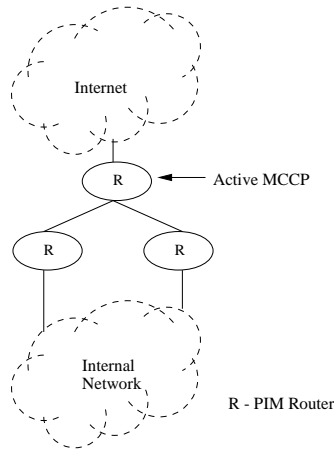 Internet
R
Active MCCP
R
R
Internal
Network
R - PIM Router